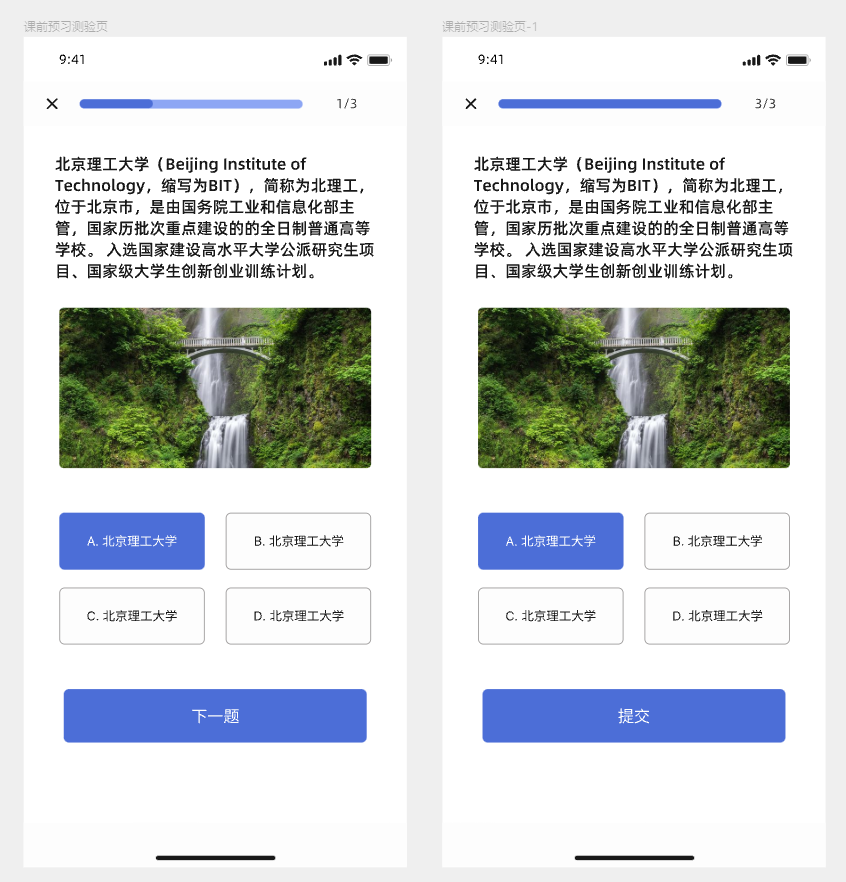 课前预习测验页
9:41
1/3
北京理工大学（Beijing Institute of
Technology，缩写为BIT），简称为北理工，
位于北京市，是由国务院工业和信息化部主
管，国家历批次重点建设的的全日制普通高等
学校。 入选国家建设高水平大学公派研究生项
目、国家级大学生创新创业训练计划。
A. 北京理工大学
B. 北京理工大学
C. 北京理工大学
D. 北京理工大学
下一题
课前预习测验页-1
9:41
3/3
北京理工大学（Beijing Institute of
Technology，缩写为BIT），简称为北理工，
位于北京市，是由国务院工业和信息化部主
管，国家历批次重点建设的的全日制普通高等
学校。 入选国家建设高水平大学公派研究生项
目、国家级大学生创新创业训练计划。
A. 北京理工大学
B. 北京理工大学
C. 北京理工大学
D. 北京理工大学
提交